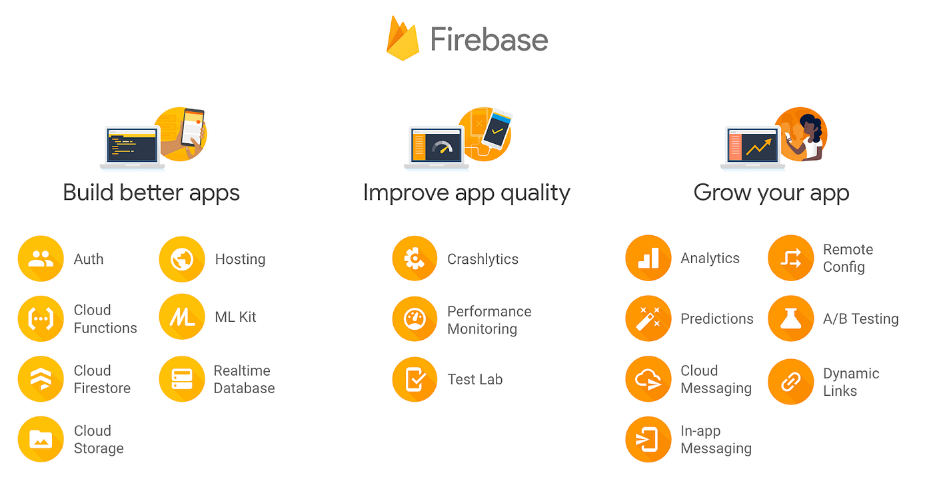 Firebase
Build better apps
Auth
Hosting
Cloud
Functions
ML Kit
Cloud
Firestore
Realtime
Database
Cloud
Storage
Improve app quality
Crashlytics
Performance
Monitoring
Test Lab
Grow your app
Analytics
Remote
Config
Predictions
A/B Testing
Cloud
Messaging
Dynamic
Links
In-app
Messaging